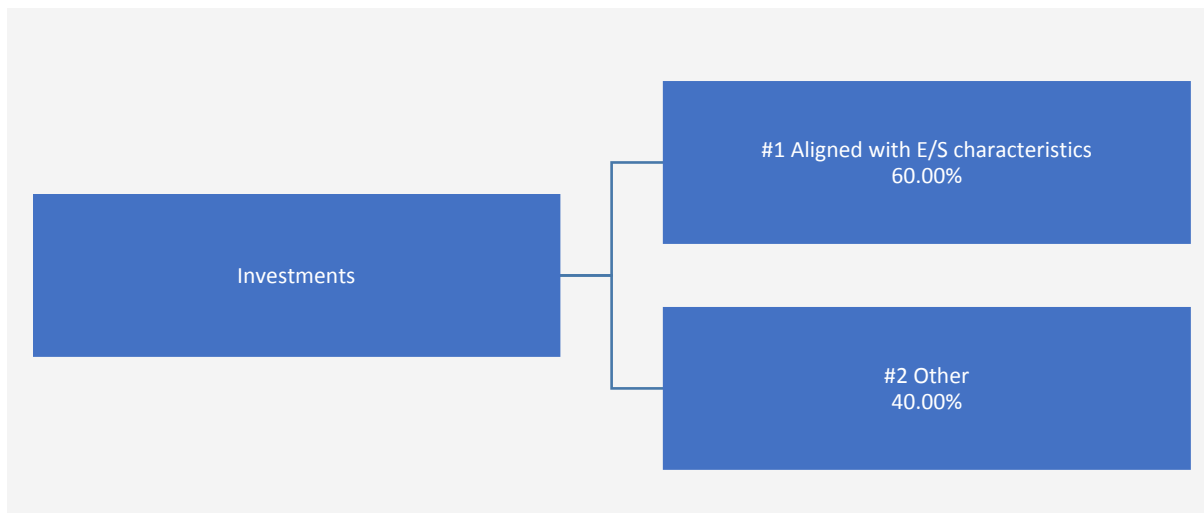 Investments
#1 Aligned with E/S characteristics
60.00%
#2 Other
40.00%